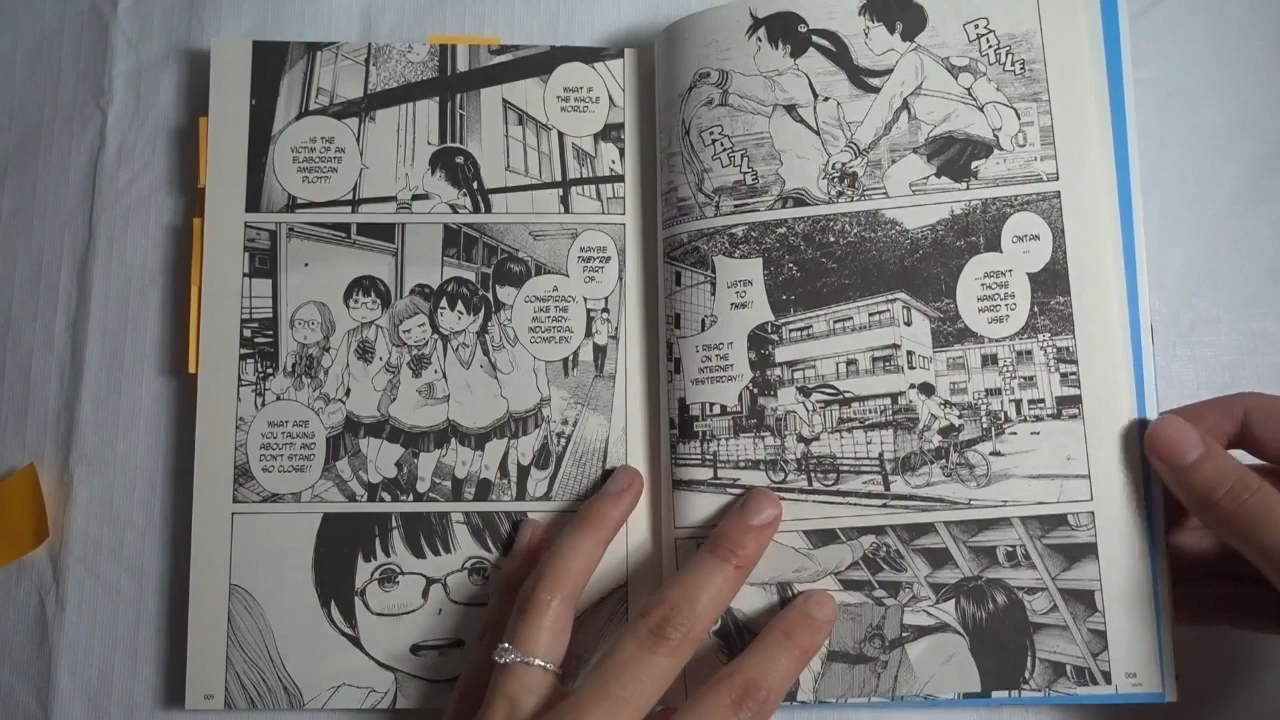 RATTLE
RATTLE
ONTAN
...
...AREN'T
THOSE
HANDLES
HARD TO
USE?
LISTEN
TO
THIS!!
I READ IT
ON THE
INTERNET
YESTERDAY!!
008
WHAT IF
THE WHOLE
WORLD...
...IS THE
VICTIM OF AN
ELABORATE
AMERICAN
PLOT?!
MAYBE
THEY'RE
PART
OF...
...A
CONSPIRACY,
LIKE THE
MILITARY-
INDUSTRIAL
COMPLEX!
WHAT ARE
YOU TALKING
ABOUT?! AND
DON'T STAND
SO CLOSE!!
009